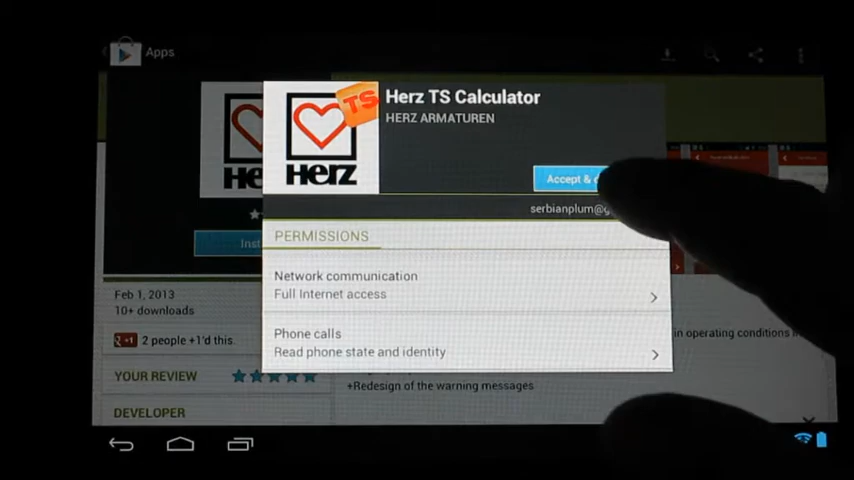 Apps
TS
Herz
Herz TS Calculator
HERZ ARMATUREN
Accept &
serbianplum@
PERMISSIONS
Network communication
Full Internet access
Phone calls
Read phone state and identity
Feb 1, 2013
10+ downloads
+1 2 people +1'd this.
YOUR REVIEW
DEVELOPER
in operating conditions
+Redesign of the warning messages